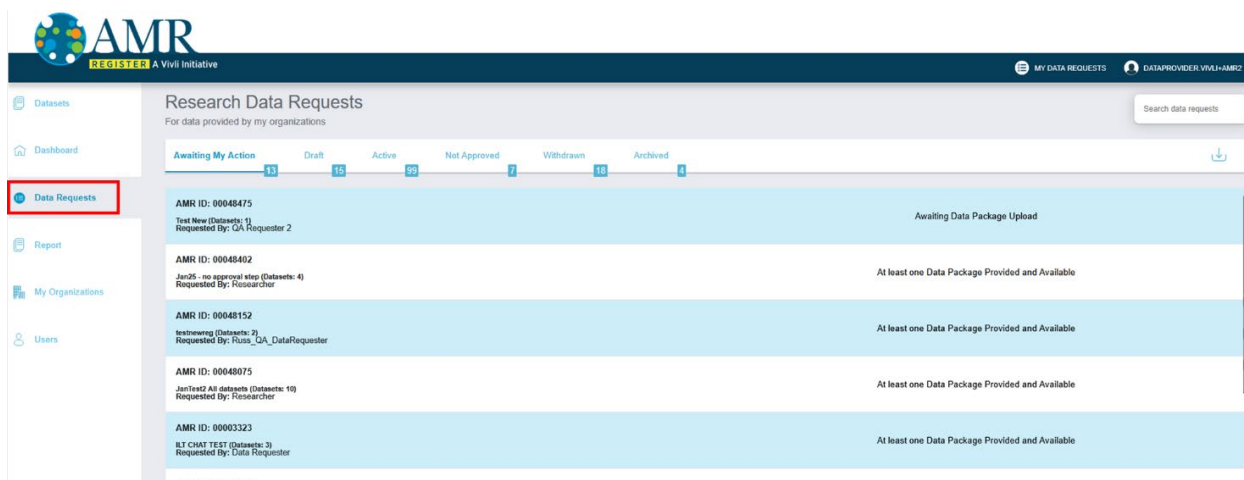 AMR
REGISTER A Vivli Initiative
MY DATA REQUESTS
DATAPROVIDER.VIVLI+AMR2
Datasets
Dashboard
Data Requests
Report
My Organizations
Users
Research Data Requests
For data provided by my organizations
Search data requests
Awaiting My Action 13
Draft 15
Active 99
Not Approved 7
Withdrawn 18
Archived 4
AMR ID: 00048475
Test New (Datasets: 1)
Requested By: QA Requester 2
Awaiting Data Package Upload
AMR ID: 00048402
Jan25 - no approval step (Datasets: 4)
Requested By: Researcher
At least one Data Package Provided and Available
AMR ID: 00048152
testnewreg (Datasets: 2)
Requested By: Russ_QA_DataRequester
At least one Data Package Provided and Available
AMR ID: 00048075
JanTest2 All datasets (Datasets: 10)
Requested By: Researcher
At least one Data Package Provided and Available
AMR ID: 00003323
ILT CHAT TEST (Datasets: 3)
Requested By: Data Requester
At least one Data Package Provided and Available